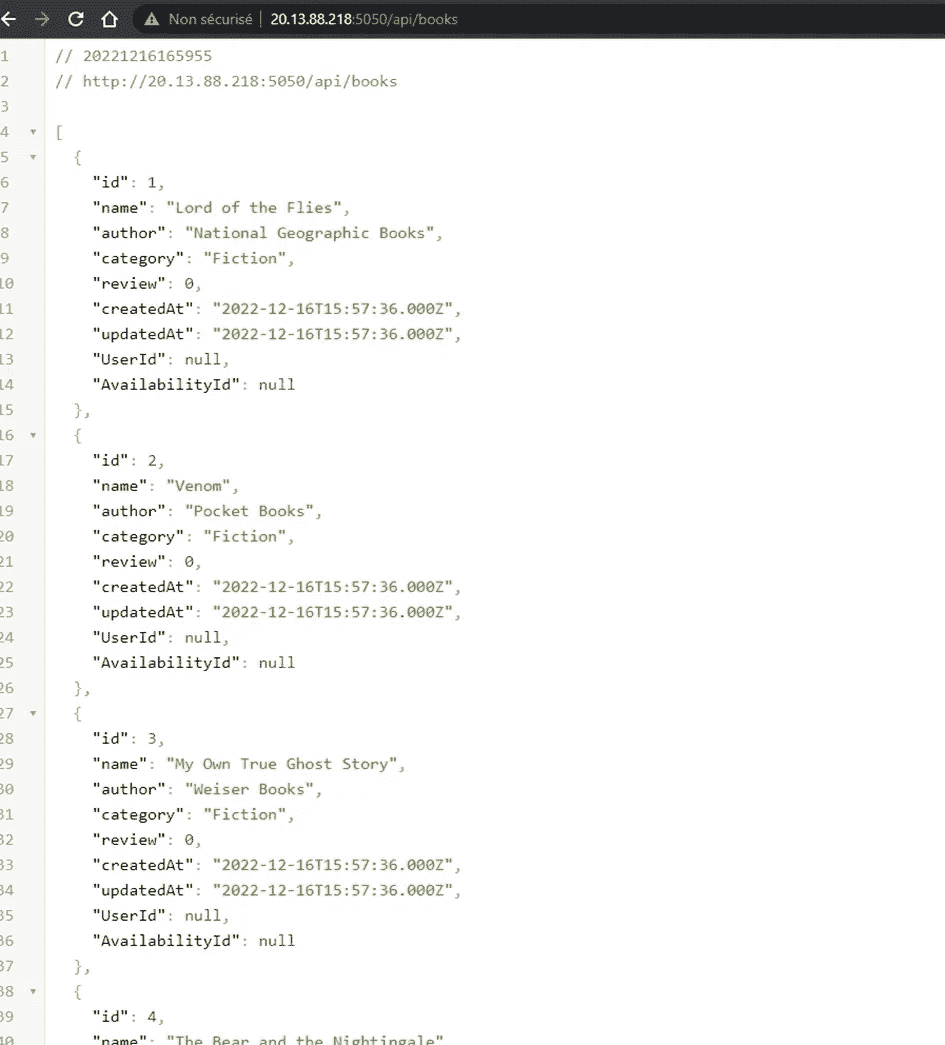 Non sécurisé | 20.13.88.218:5050/api/books
1 // 20221216165955
2 // http://20.13.88.218:5050/api/books
3
4 [
5 {
6 "id": 1,
7 "name": "Lord of the Flies",
8 "author": "National Geographic Books",
9 "category": "Fiction",
10 "review": 0,
11 "createdAt": "2022-12-16T15:57:36.000Z",
12 "updatedAt": "2022-12-16T15:57:36.000Z",
13 "UserId": null,
14 "AvailabilityId": null
15 },
16 {
17 "id": 2,
18 "name": "Venom",
19 "author": "Pocket Books",
20 "category": "Fiction",
21 "review": 0,
22 "createdAt": "2022-12-16T15:57:36.000Z",
23 "updatedAt": "2022-12-16T15:57:36.000Z",
24 "UserId": null,
25 "AvailabilityId": null
26 },
27 {
28 "id": 3,
29 "name": "My Own True Ghost Story",
30 "author": "Weiser Books",
31 "category": "Fiction",
32 "review": 0,
33 "createdAt": "2022-12-16T15:57:36.000Z",
34 "updatedAt": "2022-12-16T15:57:36.000Z",
35 "UserId": null,
36 "AvailabilityId": null
37 },
38 {
39 "id": 4,
40 "name": "The Bear and the Nightingale"